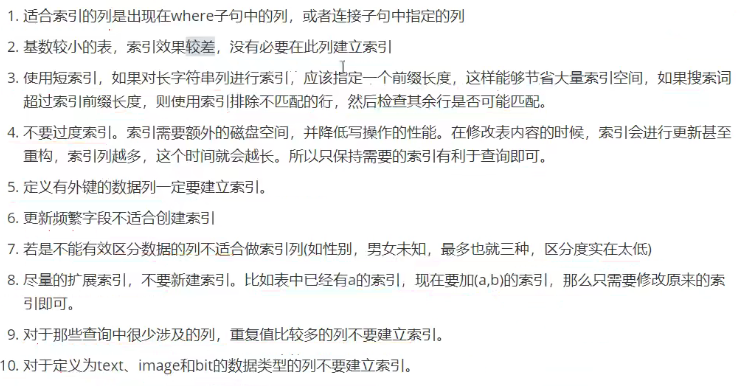 1. 适合索引的列是出现在where子句中的列，或者连接子句中指定的列
2. 基数较小的表，索引效果较差，没有必要在此列建立索引
3. 使用短索引，如果对长字符串列进行索引，应该指定一个前缀长度，这样能够节省大量索引空间，如果搜索词
超过索引前缀长度，则使用索引排除不匹配的行，然后检查其余行是否可能匹配。
4. 不要过度索引。索引需要额外的磁盘空间，并降低写操作的性能。在修改表内容的时候，索引会进行更新甚至
重构，索引列越多，这个时间就会越长。所以只保持需要的索引有利于查询即可。
5. 定义有外键的数据列一定要建立索引。
6. 更新频繁字段不适合创建索引
7. 若是不能有效区分数据的列不适合做索引列(如性别，男女未知，最多也就三种，区分度实在太低)
8. 尽量的扩展索引，不要新建索引。比如表中已经有a的索引，现在要加(a,b)的索引，那么只需要修改原来的索
引即可。
9. 对于那些查询中很少涉及的列，重复值比较多的列不要建立索引。
10. 对于定义为text、image和bit的数据类型的列不要建立索引。